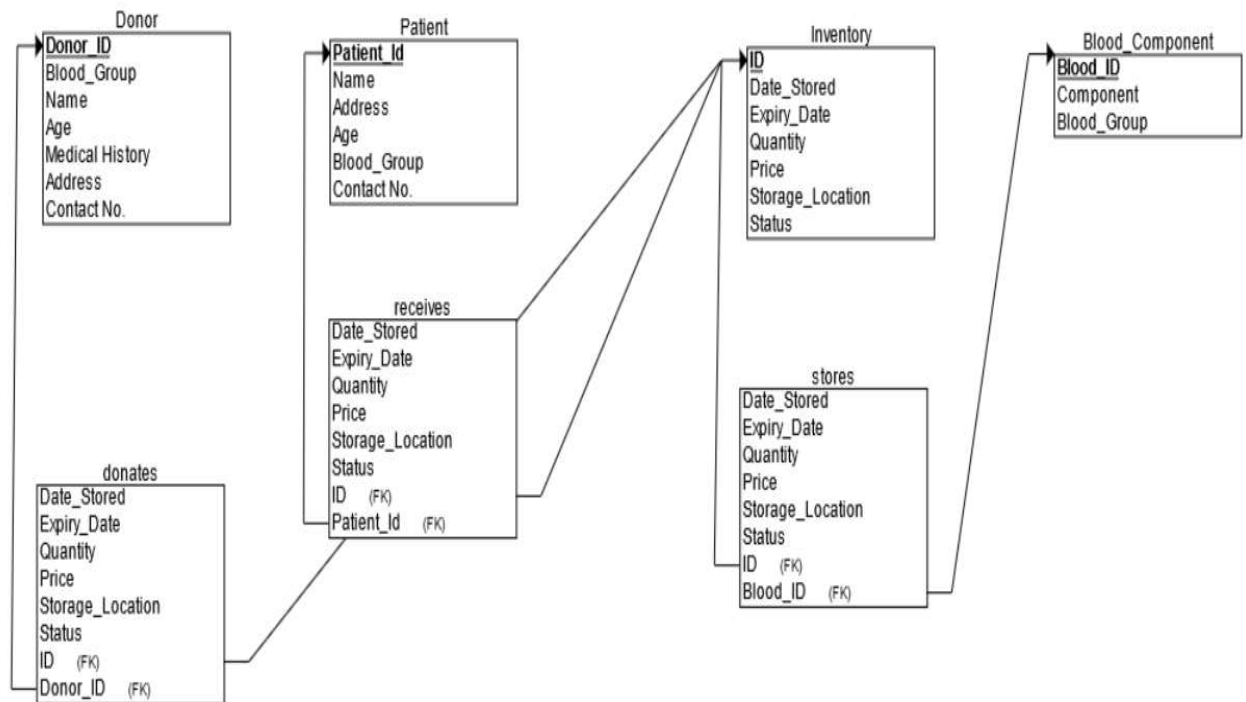 Donor
Donor_ID
Blood_Group
Name
Age
Medical History
Address
Contact No.
Patient
Patient_Id
Name
Address
Age
Blood_Group
Contact No.
Inventory
ID
Date_Stored
Expiry_Date
Quantity
Price
Storage_Location
Status
Blood_Component
Blood_ID
Component
Blood_Group
receives
Date_Stored
Expiry_Date
Quantity
Price
Storage_Location
Status
ID (FK)
Patient_Id (FK)
stores
Date_Stored
Expiry_Date
Quantity
Price
Storage_Location
Status
ID (FK)
Blood_ID (FK)
donates
Date_Stored
Expiry_Date
Quantity
Price
Storage_Location
Status
ID (FK)
Donor_ID (FK)